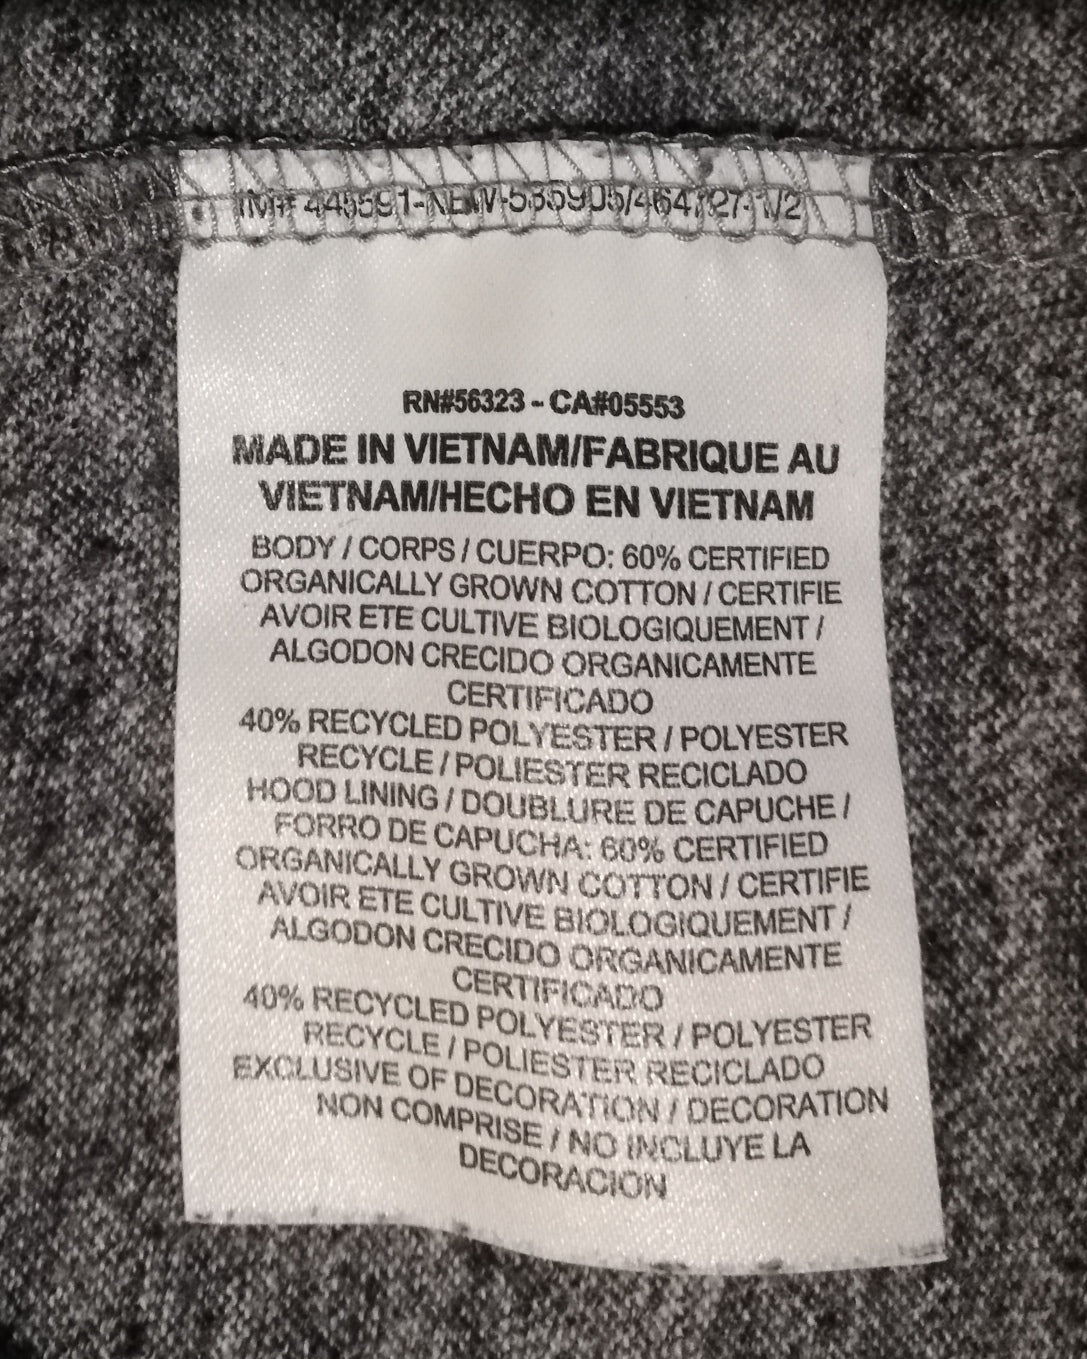 RN#56323 - CA#05553
MADE IN VIETNAM/FABRIQUE AU
VIETNAM/HECHO EN VIETNAM
BODY / CORPS / CUERPO: 60% CERTIFIED
ORGANICALLY GROWN COTTON / CERTIFIE
AVOIR ETE CULTIVE BIOLOGIQUEMENT /
ALGODON CRECIDO ORGANICAMENTE
CERTIFICADO
40% RECYCLED POLYESTER / POLYESTER
RECYCLE / POLIESTER RECICLADO
HOOD LINING / DOUBLURE DE CAPUCHE /
FORRO DE CAPUCHA: 60% CERTIFIED
ORGANICALLY GROWN COTTON / CERTIFIE
AVOIR ETE CULTIVE BIOLOGIQUEMENT /
ALGODON CRECIDO ORGANICAMENTE
CERTIFICADO
40% RECYCLED POLYESTER / POLYESTER
RECYCLE / POLIESTER RECICLADO
EXCLUSIVE OF DECORATION / DECORATION
NON COMPRISE / NO INCLUYE LA
DECORACION